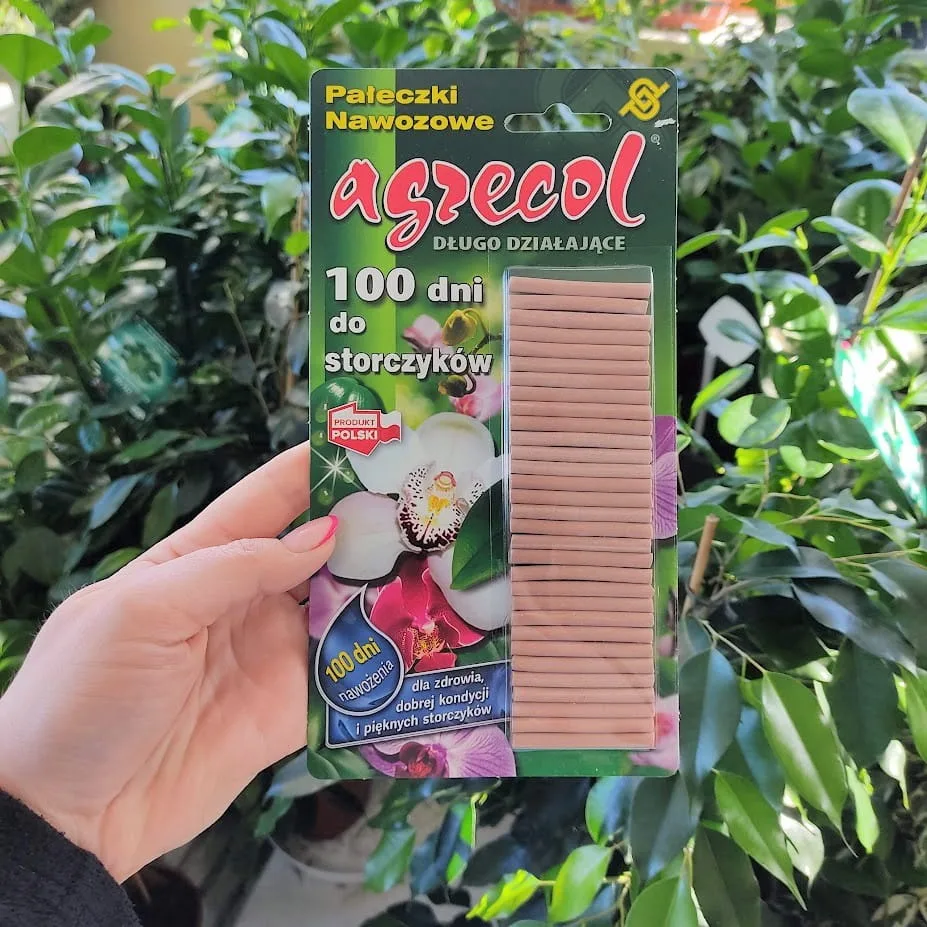 Pałeczki
Nawozowe
agrecol
®
DŁUGO DZIAŁAJĄCE
100 dni
do
storczyków
PRODUKT
POLSKI
100 dni
nawożenia
dla zdrowia,
dobrej kondycji
i pięknych storczyków